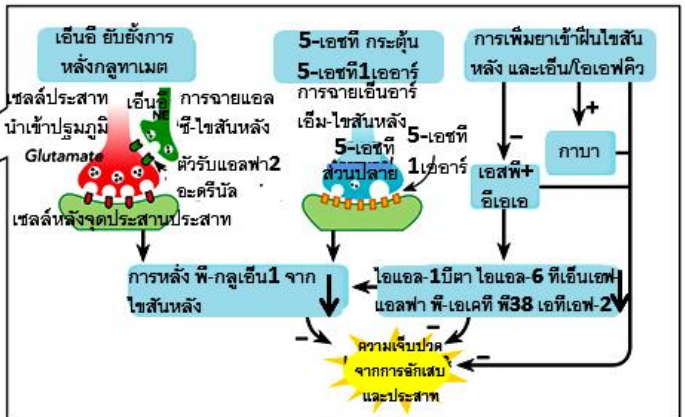 เอ็นอี ยับยั้งการ
หลั่งกลูทาเมต
เซลล์ประสาท
นำเข้าปฐมภูมิ
เอ็นอี
NE
การฉายแอล
ซี-ไขสันหลัง
Glutamate
ตัวรับแอลฟา2
อะดรีนัล
เซลล์หลังจุดประสานประสาท
5-เอชที กระตุ้น
5-เอชที1เออาร์
การฉายเอ็นอาร์
เอ็ม-ไขสันหลัง
5-เอชที
ส่วนปลาย
5-เอชที
1เออาร์
การเพิ่มยาเข้าฝิ่นไขสัน
หลัง และเอ็น/โอเอฟคิว
+
–
กาบา
เอสพี+
อีเอเอ
การหลั่ง พี-กลูเอ็น1 จาก
ไขสันหลัง
ไอแอล-1บีตา ไอแอล-6 ทีเอ็นเอฟ-
แอลฟา พี-เอเคที พี38 เอทีเอฟ-2
–
–
–
ความเจ็บปวด
จากการอักเสบ
และประสาท